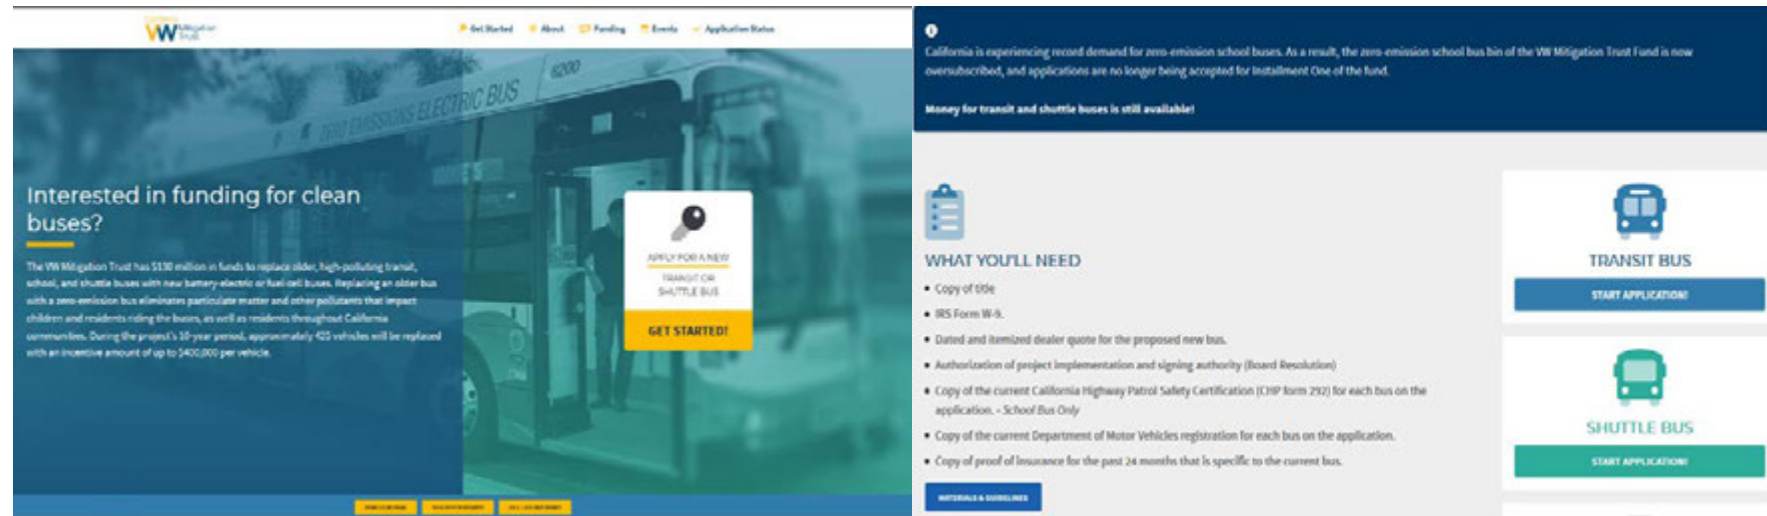 VW Mitigation
Trust
Get Started
About
Funding
Events
Application Status
6200
ZERO EMISSIONS ELECTRIC BUS
Interested in funding for clean
buses?
The VW Mitigation Trust has $130 million in funds to replace older, high-polluting transit,
school, and shuttle buses with new battery-electric or fuel cell buses. Replacing an older bus
with a zero-emission bus eliminates particulate matter and other pollutants that impact
children and residents riding the buses, as well as residents throughout California
communities. During the project's 10-year period, approximately 425 vehicles will be replaced
with an incentive amount of up to $400,000 per vehicle.
APPLY FOR A NEW
TRANSIT OR
SHUTTLE BUS
GET STARTED!
California is experiencing record demand for zero-emission school buses. As a result, the zero-emission school bus bin of the VW Mitigation Trust Fund is now
oversubscribed, and applications are no longer being accepted for Installment One of the fund.
Money for transit and shuttle buses is still available!
WHAT YOU'LL NEED
• Copy of title
• IRS Form W-9.
• Dated and itemized dealer quote for the proposed new bus.
• Authorization of project implementation and signing authority (Board Resolution)
• Copy of the current California Highway Patrol Safety Certification (CHP form 292) for each bus on the
application. - School Bus Only
• Copy of the current Department of Motor Vehicles registration for each bus on the application.
• Copy of proof of insurance for the past 24 months that is specific to the current bus.
MATERIALS & GUIDELINES
TRANSIT BUS
START APPLICATION!
SHUTTLE BUS
START APPLICATION!